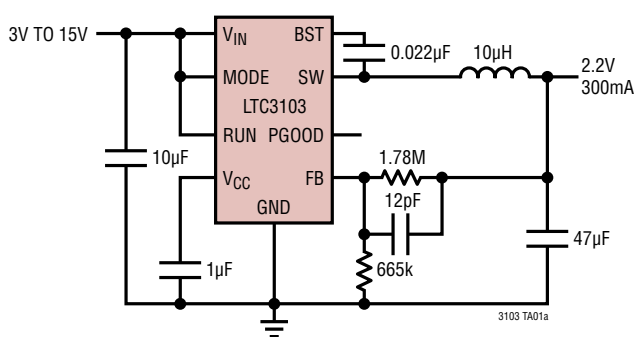 3V TO 15V
VIN
BST
0.022µF
10µH
2.2V
300mA
MODE
SW
LTC3103
RUN
PGOOD
1.78M
10µF
VCC
FB
12pF
GND
47µF
1µF
665k
3103 TA01a